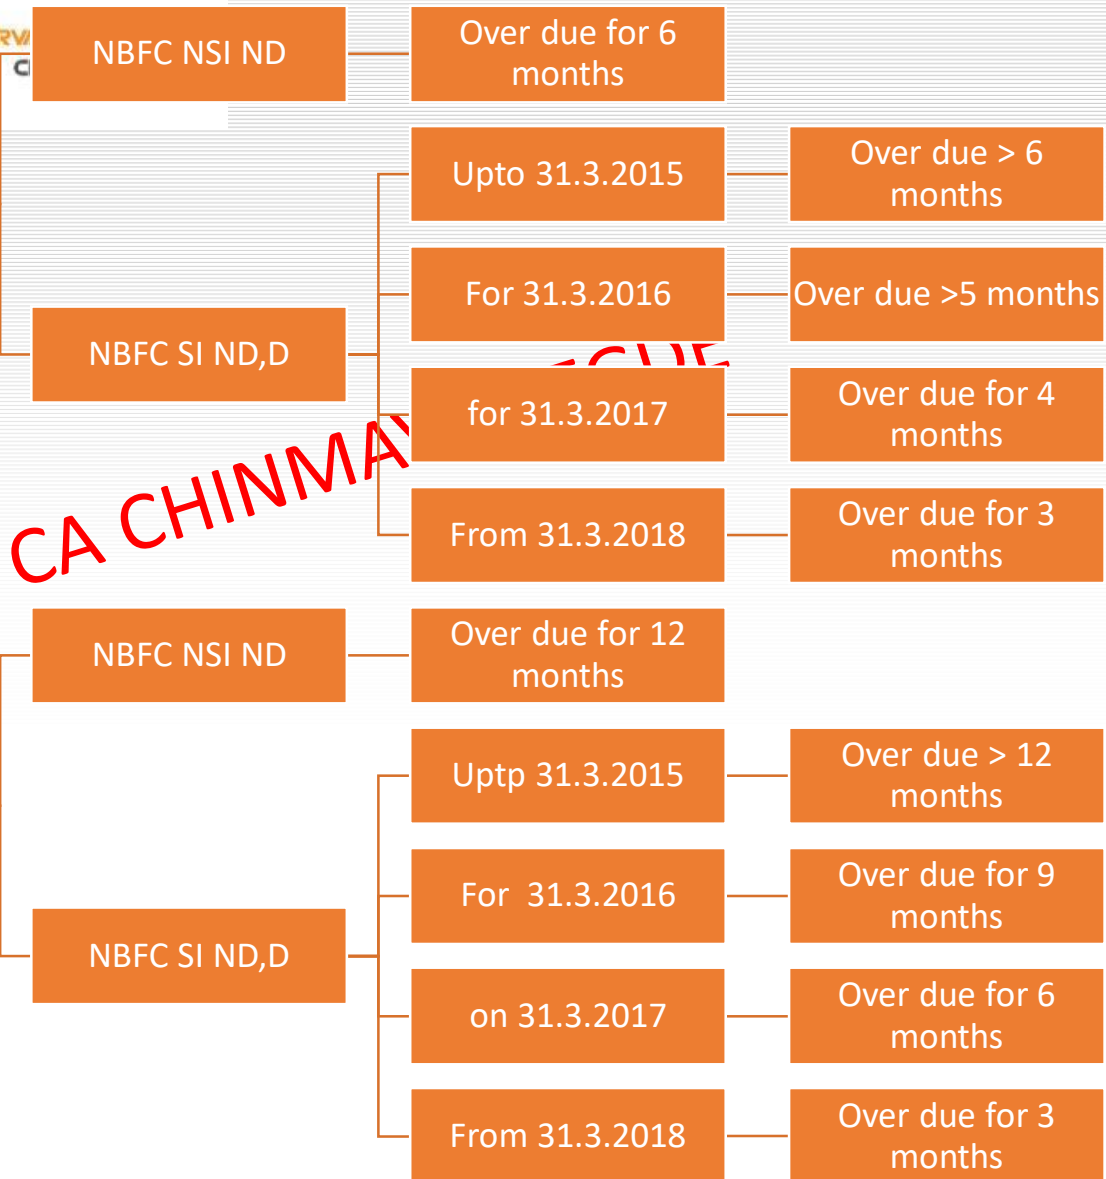 NBFC NSI ND
Over due for 6
months
Upto 31.3.2015
Over due > 6
months
For 31.3.2016
Over due >5 months
NBFC SI ND,D
for 31.3.2017
Over due for 4
months
CA
From 31.3.2018
Over due for 3
months
NBFC NSI ND
Over due for 12
months
Uptp 31.3.2015
Over due > 12
months
For 31.3.2016
Over due for 9
months
NBFC SI ND,D
on 31.3.2017
Over due for 6
months
From 31.3.2018
Over due for 3
months